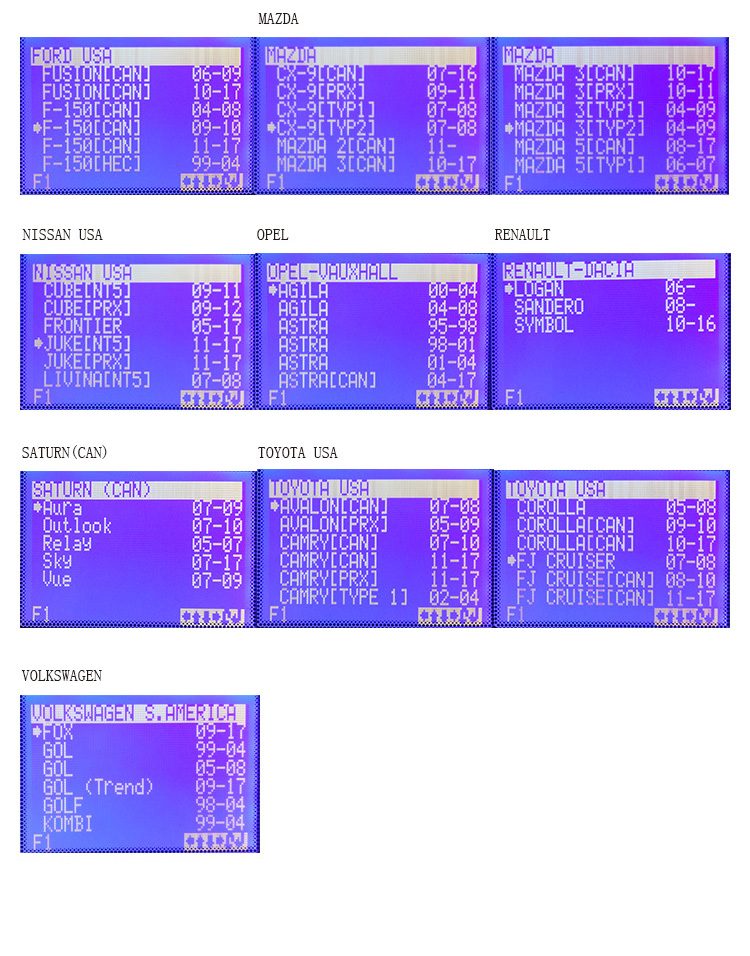 MAZDA
FORD USA
FUSION[CAN] 06-09
FUSION[CAN] 10-17
F-150[CAN] 04-08
F-150[CAN] 09-10
F-150[CAN] 11-17
F-150[HEC] 99-04
F1
MAZDA
CX-9[CAN] 07-16
CX-9[PRX] 09-11
CX-9[TYP1] 07-08
CX-9[TYP2] 07-08
MAZDA 2[CAN] 11-
MAZDA 3[CAN] 10-17
F1
MAZDA
MAZDA 3[CAN] 10-17
MAZDA 3[PRX] 10-11
MAZDA 3[TYP1] 04-09
MAZDA 3[TYP2] 04-09
MAZDA 5[CAN] 08-17
MAZDA 5[TYP1] 06-07
F1
NISSAN USA
OPEL
RENAULT
NISSAN USA
CUBE[NT5] 09-11
CUBE[PRX] 09-12
FRONTIER 05-17
JUKE[NT5] 11-17
JUKE[PRX] 11-17
LIVINA[NT5] 07-08
F1
OPEL-VAUXHALL
AGILA 00-04
AGILA 04-08
ASTRA 95-98
ASTRA 98-01
ASTRA 01-04
ASTRA[CAN] 04-17
F1
RENAULT-DACIA
LOGAN 06-
SANDERO 08-
SYMBOL 10-16
F1
SATURN(CAN)
TOYOTA USA
SATURN (CAN)
Aura 07-09
Outlook 07-10
Relay 05-07
Sky 07-17
Vue 07-09
F1
TOYOTA USA
AVALON[CAN] 07-08
AVALON[PRX] 05-09
CAMRY[CAN] 07-10
CAMRY[CAN] 11-17
CAMRY[PRX] 11-17
CAMRY[TYPE 1] 02-04
F1
TOYOTA USA
COROLLA 05-08
COROLLA[CAN] 09-10
COROLLA[CAN] 10-17
FJ CRUISER 07-08
FJ CRUISE[CAN] 08-10
FJ CRUISE[CAN] 11-17
F1
VOLKSWAGEN
VOLKSWAGEN S.AMERICA
FOX 09-17
GOL 99-04
GOL 05-08
GOL (Trend) 09-17
GOLF 98-04
KOMBI 99-04
F1